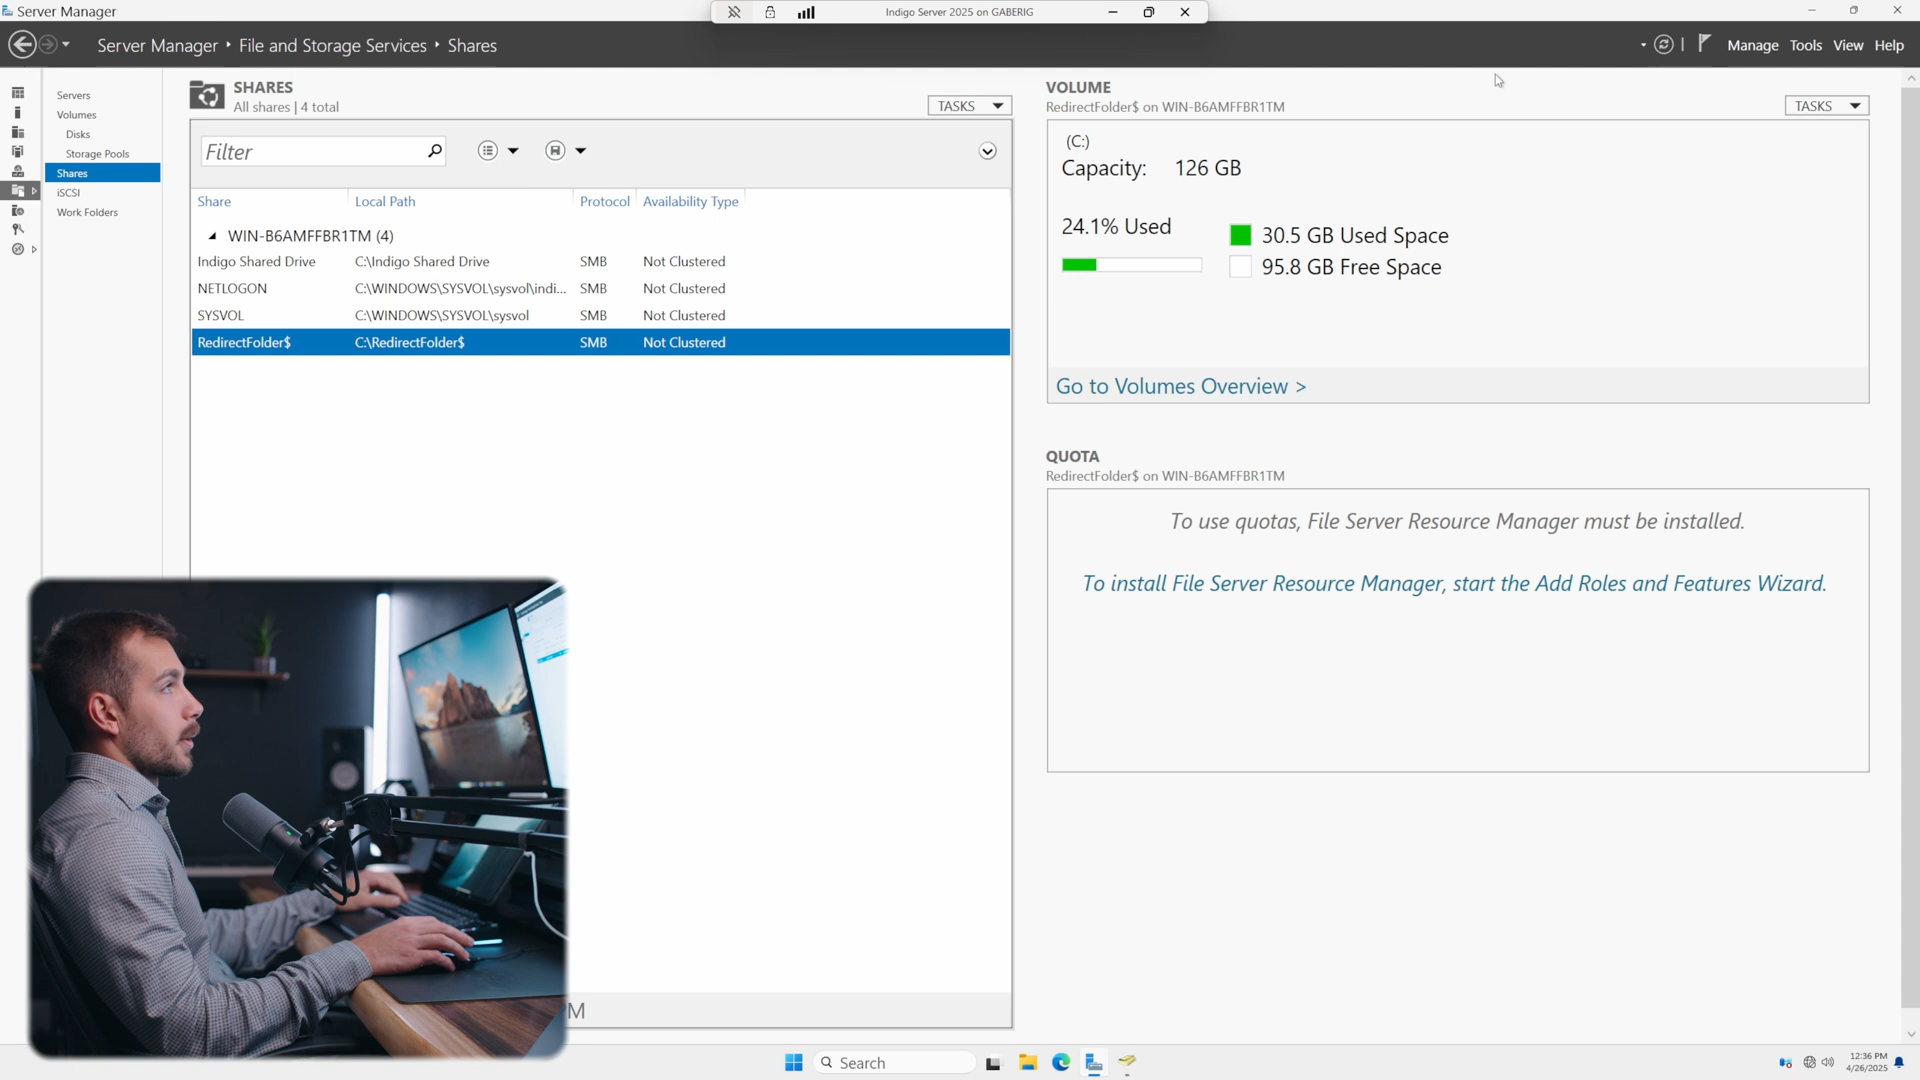 Server Manager
Indigo Server 2025 on GABERIG
Server Manager ‣ File and Storage Services ‣ Shares
Manage Tools View Help
Servers
Volumes
Disks
Storage Pools
Shares
iSCSI
Work Folders
SHARES
All shares | 4 total
TASKS
Filter
Share Local Path Protocol Availability Type
WIN-B6AMFFBR1TM (4)
Indigo Shared Drive C:\Indigo Shared Drive SMB Not Clustered
NETLOGON C:\WINDOWS\SYSVOL\sysvol\indi... SMB Not Clustered
SYSVOL C:\WINDOWS\SYSVOL\sysvol SMB Not Clustered
RedirectFolder$ C:\RedirectFolder$ SMB Not Clustered
M
VOLUME
RedirectFolder$ on WIN-B6AMFFBR1TM
TASKS
(C:)
Capacity: 126 GB
24.1% Used
30.5 GB Used Space
95.8 GB Free Space
Go to Volumes Overview >
QUOTA
RedirectFolder$ on WIN-B6AMFFBR1TM
To use quotas, File Server Resource Manager must be installed.
To install File Server Resource Manager, start the Add Roles and Features Wizard.
Search
12:36 PM
4/26/2025